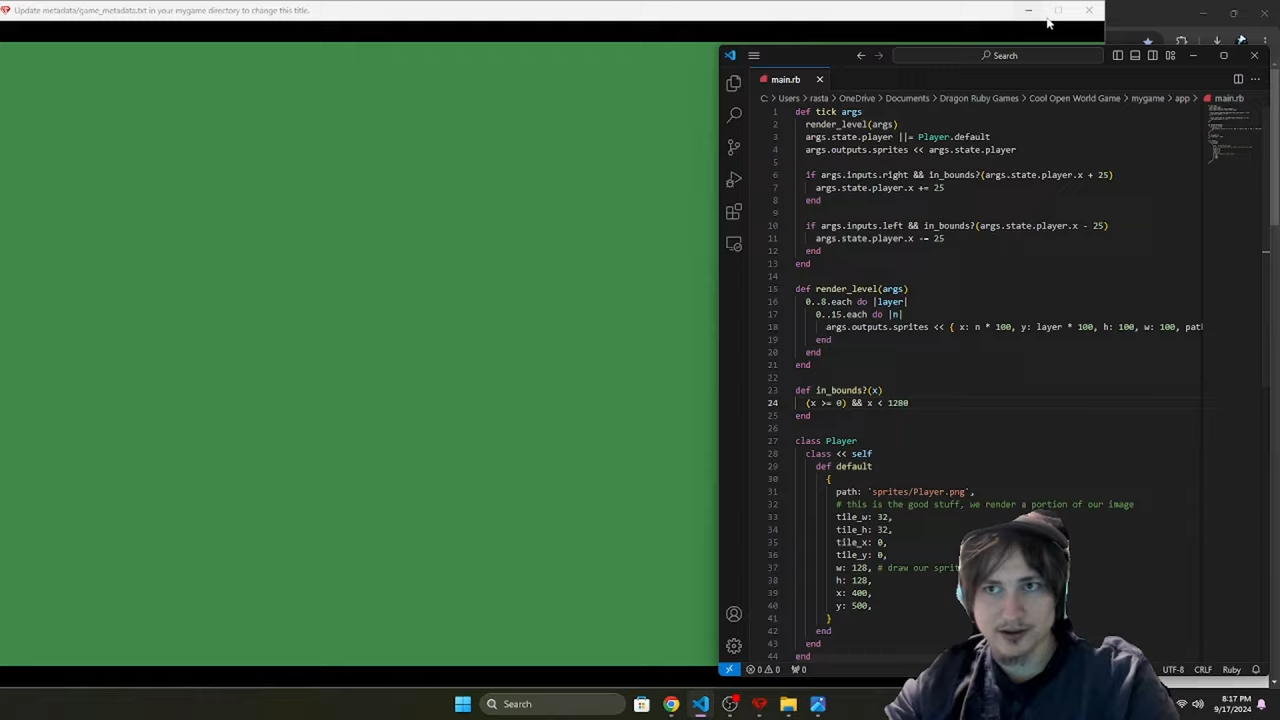 Update metadata/game_metadata.txt in your mygame directory to change this title.
Search
main.rb
C: Users rasta OneDrive Documents Dragon Ruby Games Cool Open World Game mygame app main.rb
1 def tick args
2 render_level(args)
3 args.state.player ||= Player.default
4 args.outputs.sprites << args.state.player
5
6 if args.inputs.right && in_bounds?(args.state.player.x + 25)
7 args.state.player.x += 25
8 end
9
10 if args.inputs.left && in_bounds?(args.state.player.x - 25)
11 args.state.player.x -= 25
12 end
13 end
14
15 def render_level(args)
16 0..8.each do |layer|
17 0..15.each do |n|
18 args.outputs.sprites << { x: n * 100, y: layer * 100, h: 100, w: 100, pat
19 end
20 end
21 end
22
23 def in_bounds?(x)
24 (x >= 0) && x < 1280
25 end
26
27 class Player
28 class << self
29 def default
30 {
31 path: `sprites/Player.png`,
32 # this is the good stuff, we render a portion of our image
33 tile_w: 32,
34 tile_h: 32,
35 tile_x: 0,
36 tile_y: 0,
37 w: 128, # draw our sprit
38 h: 128,
39 x: 400,
40 y: 500,
41 }
42 end
43 end
44 end
0 0 0 UTF-8 CRLF Ruby
Search
8:17 PM
9/17/2024